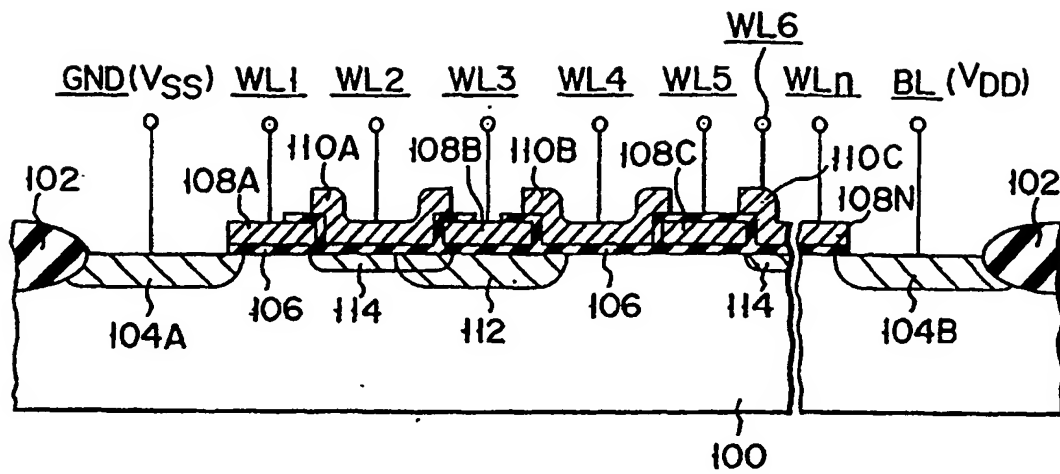 WL6
GND(VSS) WL1 WL2 WL3 WL4 WL5 WLn BL (VDD)
110A 108B 110B 108C 110C
102 108A 108N 102
104A 106 114 112 106 114 104B
100